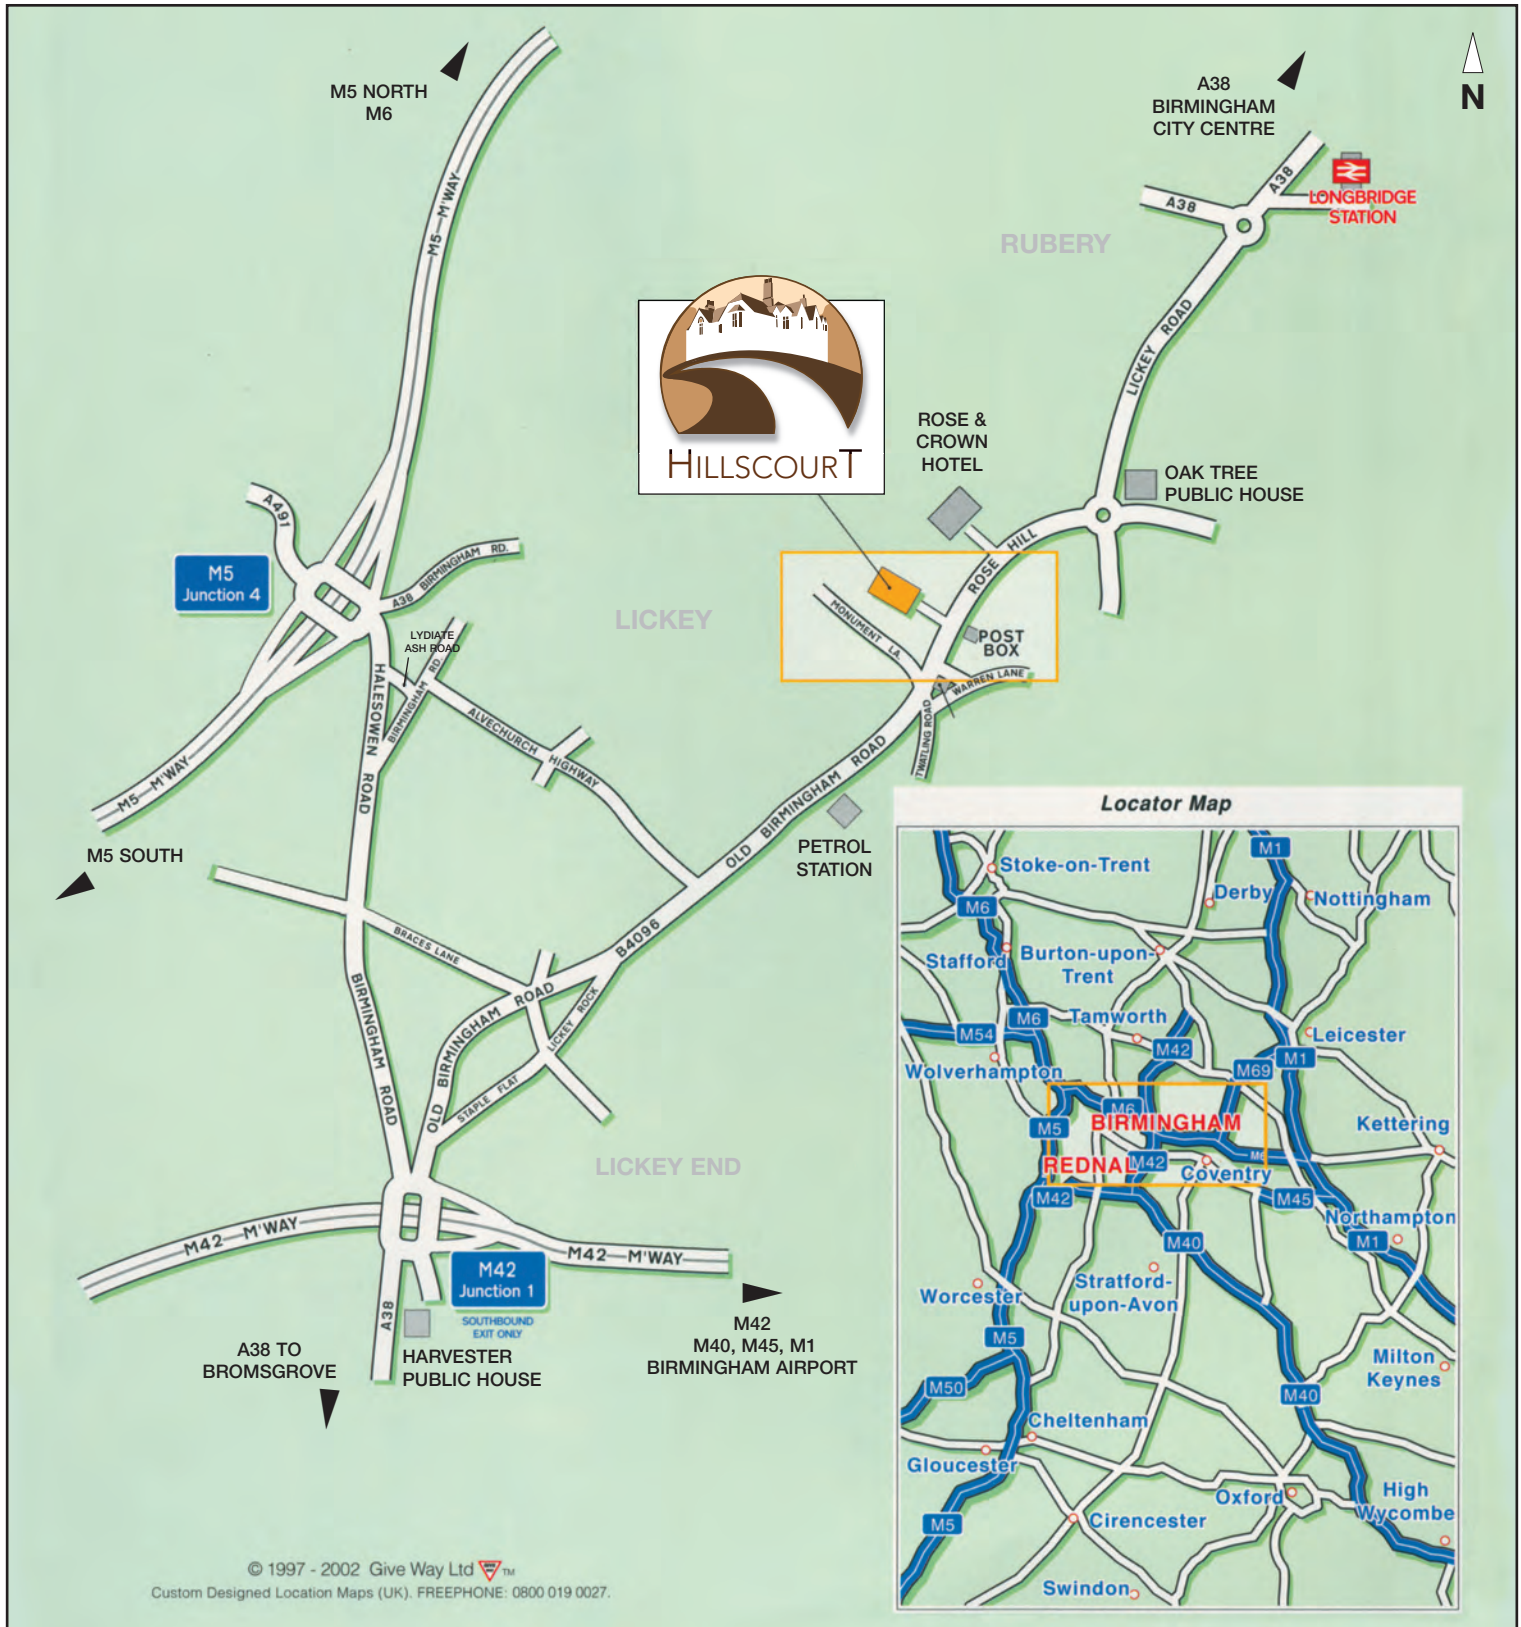 M5 NORTH
M6
A38
BIRMINGHAM
CITY CENTRE
N
M5 M'WAY
A38
A38
LONGBRIDGE
STATION
RUBERY
LICKEY ROAD
HILLSCOURT
ROSE &
CROWN
HOTEL
OAK TREE
PUBLIC HOUSE
A491
M5
Junction 4
A38 BIRMINGHAM RD.
ROSE HILL
LICKEY
MONUMENT LA.
POST
BOX
WARREN LANE
TWATLING ROAD
LYDIATE
ASH ROAD
BIRMINGHAM RD.
HALESOWEN ROAD
ALVECHURCH HIGHWAY
M5 M'WAY
M5 SOUTH
OLD BIRMINGHAM ROAD
PETROL
STATION
B4096
BRACES LANE
BIRMINGHAM ROAD
OLD BIRMINGHAM ROAD
LICKEY ROCK
STAPLE FLAT
LICKEY END
M42 M'WAY
M42 M'WAY
M42
Junction 1
SOUTHBOUND
EXIT ONLY
A38
HARVESTER
PUBLIC HOUSE
A38 TO
BROMSGROVE
M42
M40, M45, M1
BIRMINGHAM AIRPORT
Locator Map
M1
Stoke-on-Trent
Derby
Nottingham
M6
Stafford
Burton-upon-
Trent
M6
Tamworth
M54
Leicester
M42
M1
Wolverhampton
M69
M6
M5
BIRMINGHAM
Kettering
REDNAL
M42
M6
Coventry
M42
M45
Northampton
M40
M1
Worcester
Stratford-
upon-Avon
M5
Milton
Keynes
M50
M40
Cheltenham
Gloucester
Oxford
High
Wycombe
M5
Cirencester
Swindon
© 1997 - 2002 Give Way Ltd GIVE WAY TM
Custom Designed Location Maps (UK). FREEPHONE: 0800 019 0027.